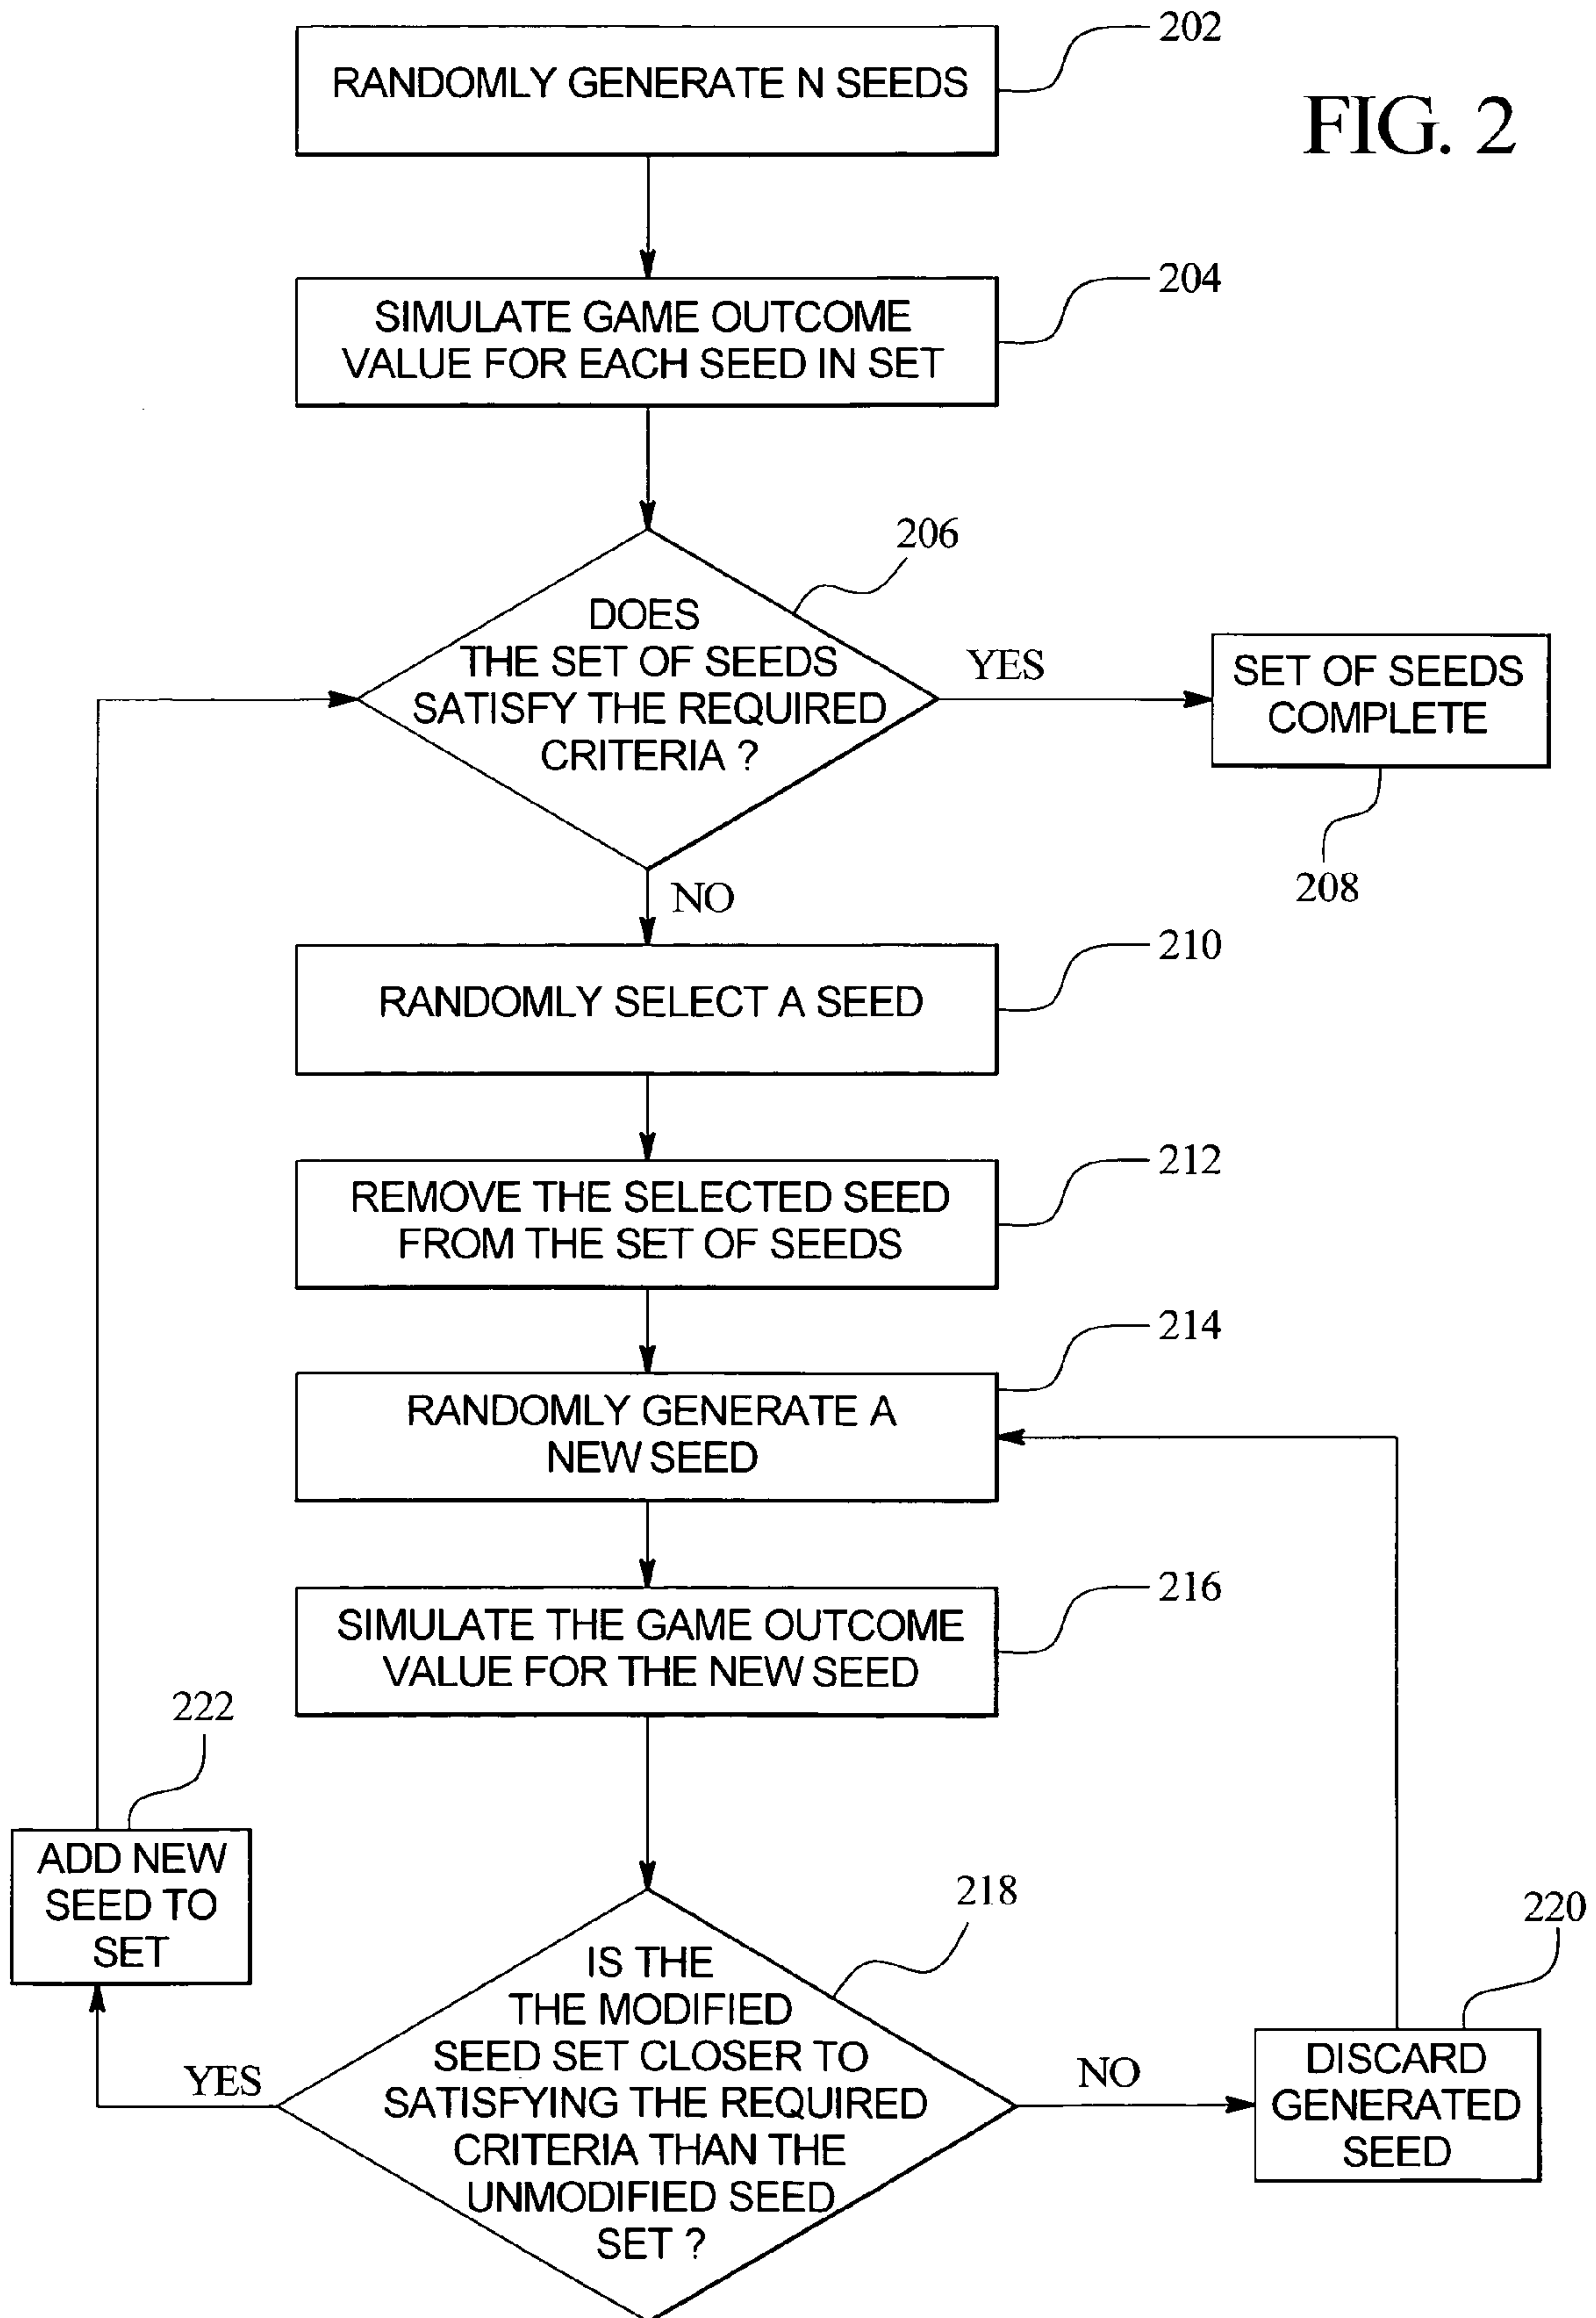 202
RANDOMLY GENERATE N SEEDS
FIG. 2
204
SIMULATE GAME OUTCOME
VALUE FOR EACH SEED IN SET
206
DOES
THE SET OF SEEDS
SATISFY THE REQUIRED
CRITERIA ?
YES
SET OF SEEDS
COMPLETE
208
NO
210
RANDOMLY SELECT A SEED
212
REMOVE THE SELECTED SEED
FROM THE SET OF SEEDS
214
RANDOMLY GENERATE A
NEW SEED
216
SIMULATE THE GAME OUTCOME
VALUE FOR THE NEW SEED
222
ADD NEW
SEED TO
SET
218
IS THE
THE MODIFIED
SEED SET CLOSER TO
SATISFYING THE REQUIRED
CRITERIA THAN THE
UNMODIFIED SEED
SET ?
YES
NO
220
DISCARD
GENERATED
SEED